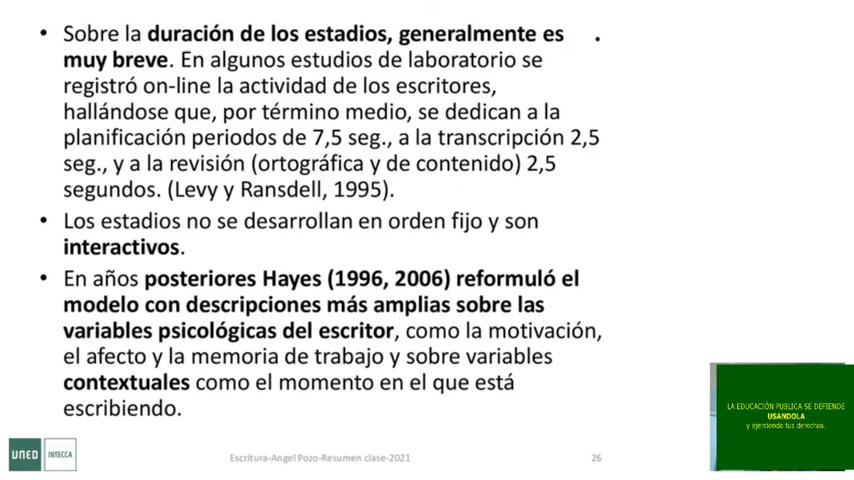 • Sobre la duración de los estadios, generalmente es .
muy breve. En algunos estudios de laboratorio se
registró on-line la actividad de los escritores,
hallándose que, por término medio, se dedican a la
planificación periodos de 7,5 seg., a la transcripción 2,5
seg., y a la revisión (ortográfica y de contenido) 2,5
segundos. (Levy y Ransdell, 1995).
• Los estadios no se desarrollan en orden fijo y son
interactivos.
• En años posteriores Hayes (1996, 2006) reformuló el
modelo con descripciones más amplias sobre las
variables psicológicas del escritor, como la motivación,
el afecto y la memoria de trabajo y sobre variables
contextuales como el momento en el que está
escribiendo.
LA EDUCACIÓN PUBLICA SE DEFIENDE
USANDOLA
y ejerciendo tus derechos.
UNED INTECCA
Escritura-Angel Pozo-Resumen clase-2021
26